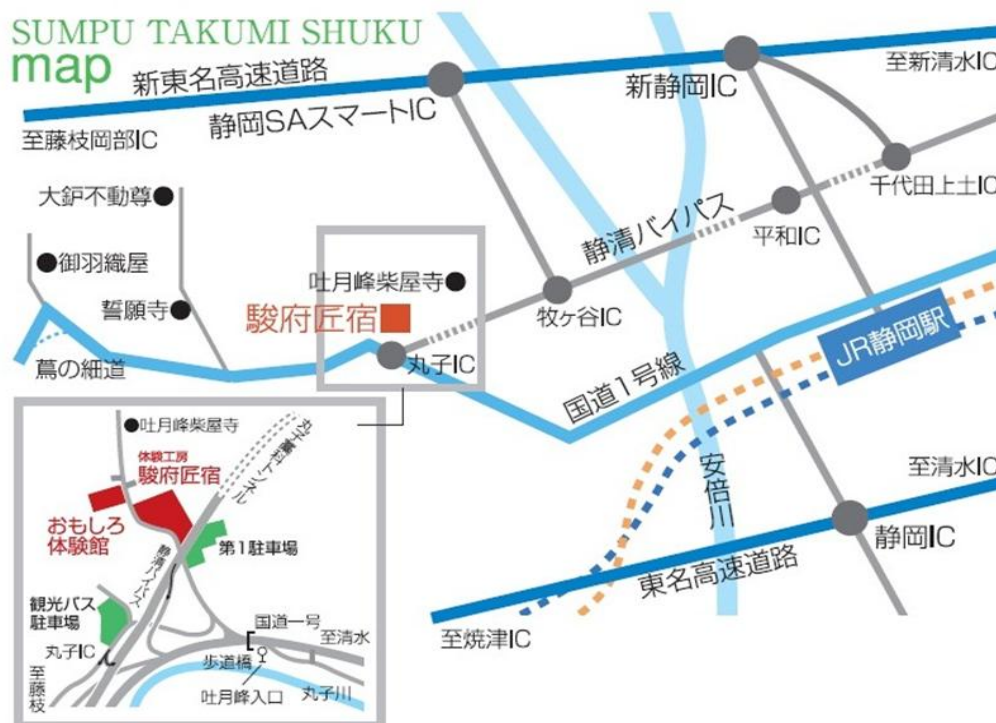 SUMPU TAKUMI SHUKU
map
新東名高速道路
至新清水IC
新静岡IC
静岡SAスマートIC
至藤枝岡部IC
千代田上土IC
大鈩不動尊
静清バイパス
平和IC
御羽織屋
吐月峰柴屋寺
誓願寺
駿府匠宿
牧ヶ谷IC
JR静岡駅
蔦の細道
丸子IC
国道1号線
安倍川
至清水IC
静岡IC
東名高速道路
至焼津IC
吐月峰柴屋寺
丸子藁科トンネル
体験工房
駿府匠宿
おもしろ
体験館
第1駐車場
静清バイパス
観光バス
駐車場
丸子IC
国道一号
至清水
歩道橋
至藤枝
吐月峰入口
丸子川